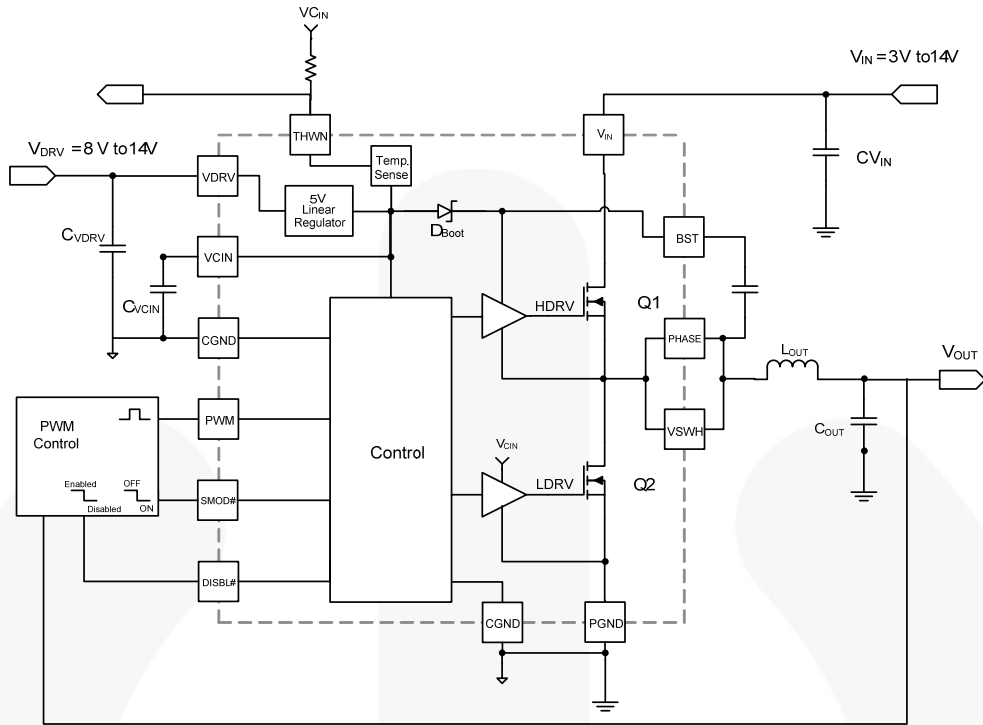 VCIN
VIN = 3V to14V
THWN
VIN
VDRV = 8 V to14V
Temp.
Sense
CVIN
VDRV
5V
Linear
Regulator
DBoot
BST
CVDRV
VCIN
CVCIN
HDRV
Q1
CGND
PHASE
LOUT
VOUT
PWM
Control
PWM
Control
VSWH
COUT
VCIN
Enabled
Disabled
OFF
ON
SMOD#
LDRV
Q2
DISBL#
CGND
PGND